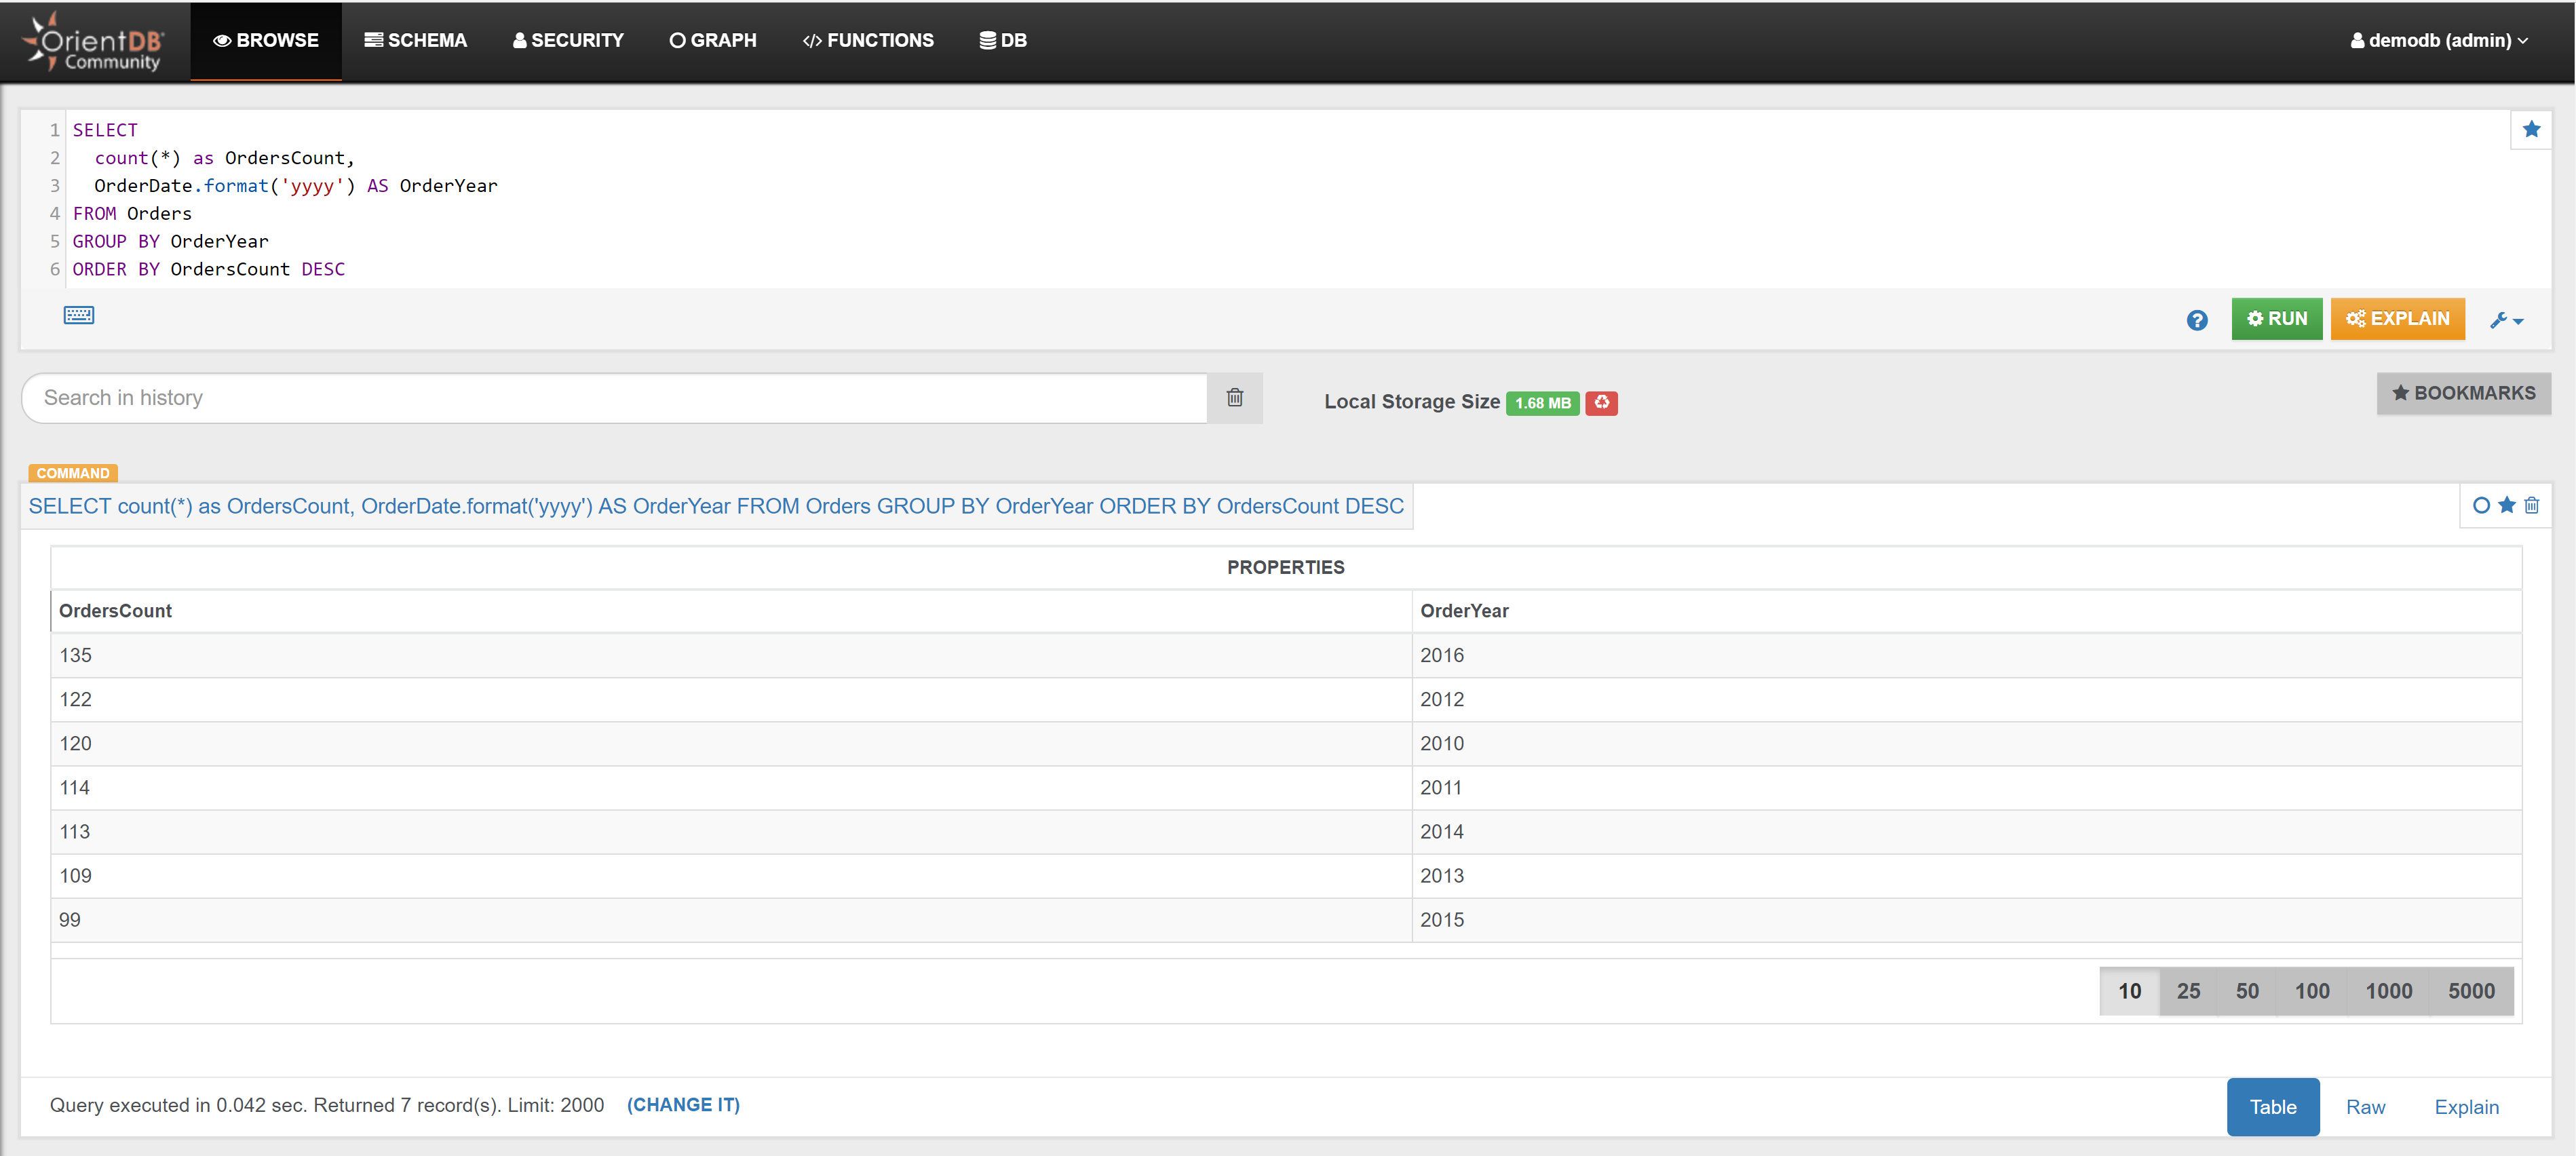 OrientDB
Community
BROWSE
SCHEMA
SECURITY
GRAPH
</> FUNCTIONS
DB
demodb (admin)
1 SELECT
2 count(*) as OrdersCount,
3 OrderDate.format('yyyy') AS OrderYear
4 FROM Orders
5 GROUP BY OrderYear
6 ORDER BY OrdersCount DESC
?
RUN
EXPLAIN
Search in history
Local Storage Size 1.68 MB
BOOKMARKS
COMMAND
SELECT count(*) as OrdersCount, OrderDate.format('yyyy') AS OrderYear FROM Orders GROUP BY OrderYear ORDER BY OrdersCount DESC
PROPERTIES
OrdersCount OrderYear
135 2016
122 2012
120 2010
114 2011
113 2014
109 2013
99 2015
10 25 50 100 1000 5000
Query executed in 0.042 sec. Returned 7 record(s). Limit: 2000 (CHANGE IT)
Table Raw Explain